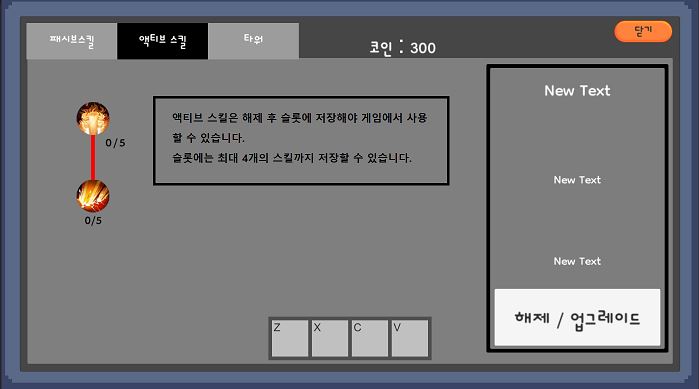 패시브스킬
액티브 스킬
타워
코인 : 300
닫기
액티브 스킬은 해제 후 슬롯에 저장해야 게임에서 사용
할 수 있습니다.
슬롯에는 최대 4개의 스킬까지 저장할 수 있습니다.
0/5
0/5
New Text
New Text
New Text
해제 / 업그레이드
Z
X
C
V